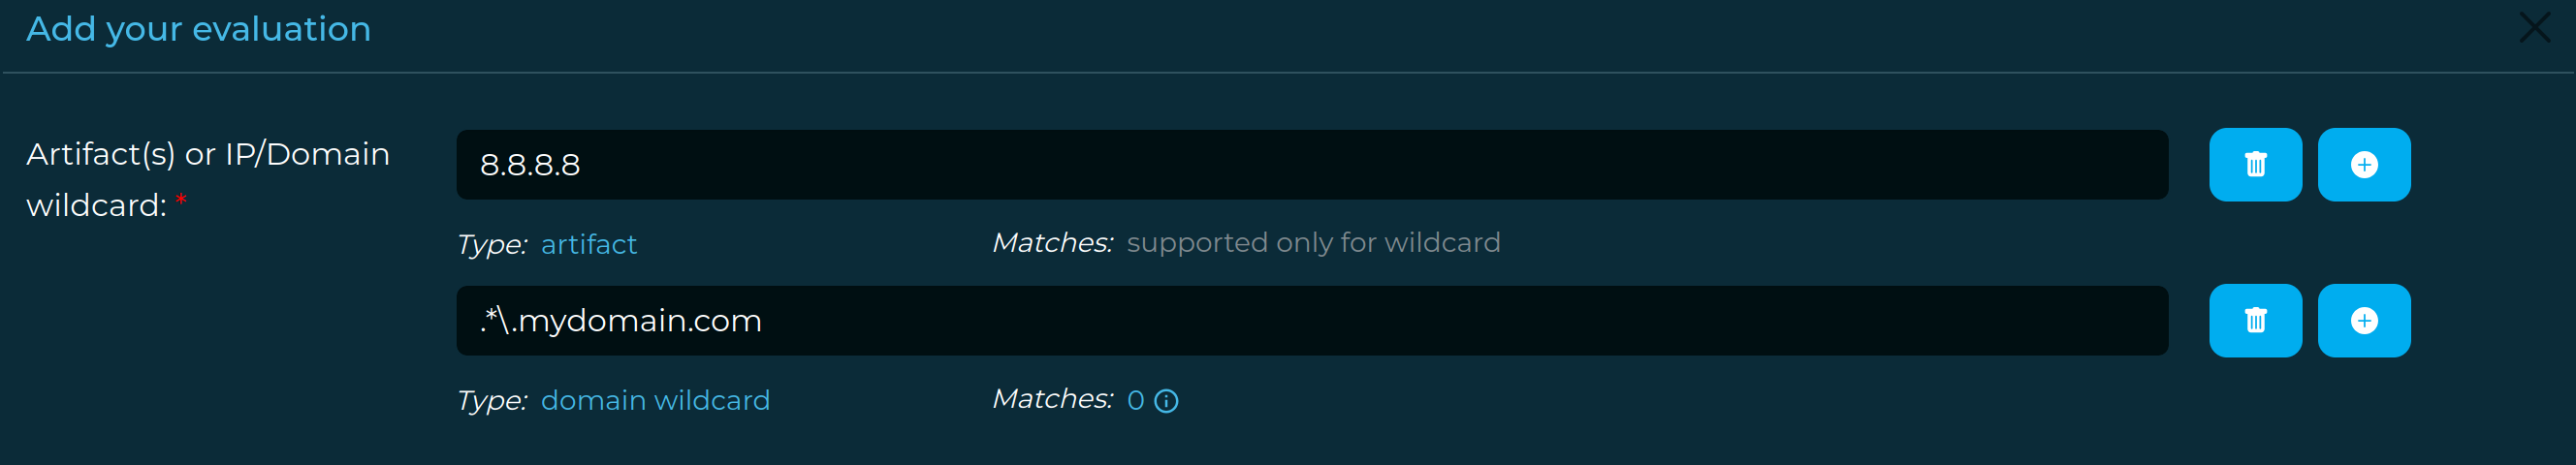 Add your evaluation
Artifact(s) or IP/Domain
wildcard: *
8.8.8.8
Type: artifact
Matches: supported only for wildcard
.*\.mydomain.com
Type: domain wildcard
Matches: 0